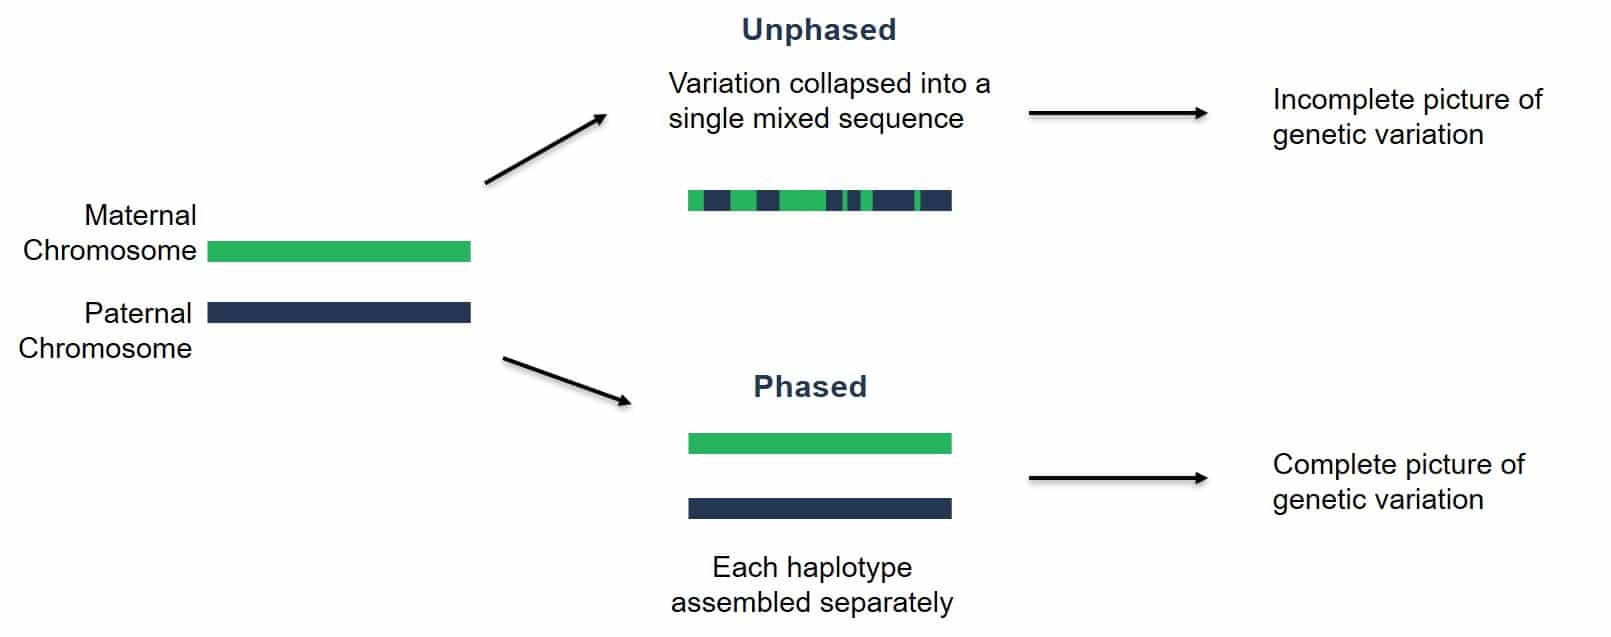 Maternal
Chromosome
Paternal
Chromosome
Unphased
Variation collapsed into a
single mixed sequence
Incomplete picture of
genetic variation
Phased
Each haplotype
assembled separately
Complete picture of
genetic variation